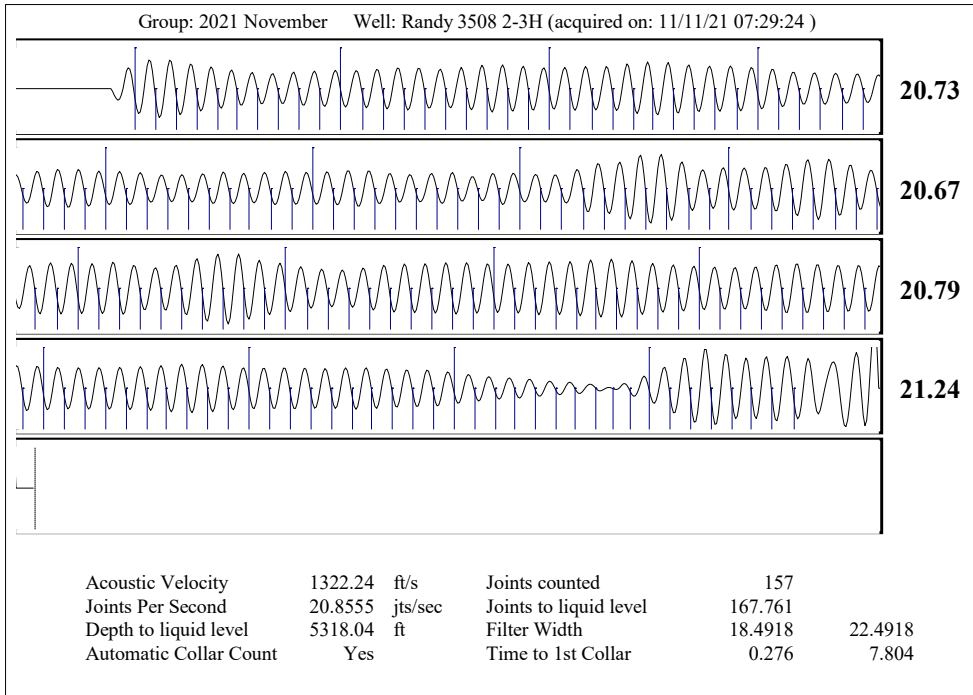 Group: 2021 November Well: Randy 3508 2-3H (acquired on: 11/11/21 07:29:24 )
20.73
20.67
20.79
21.24
Acoustic Velocity 1322.24 ft/s Joints counted 157
Joints Per Second 20.8555 jts/sec Joints to liquid level 167.761
Depth to liquid level 5318.04 ft Filter Width 18.4918 22.4918
Automatic Collar Count Yes Time to 1st Collar 0.276 7.804